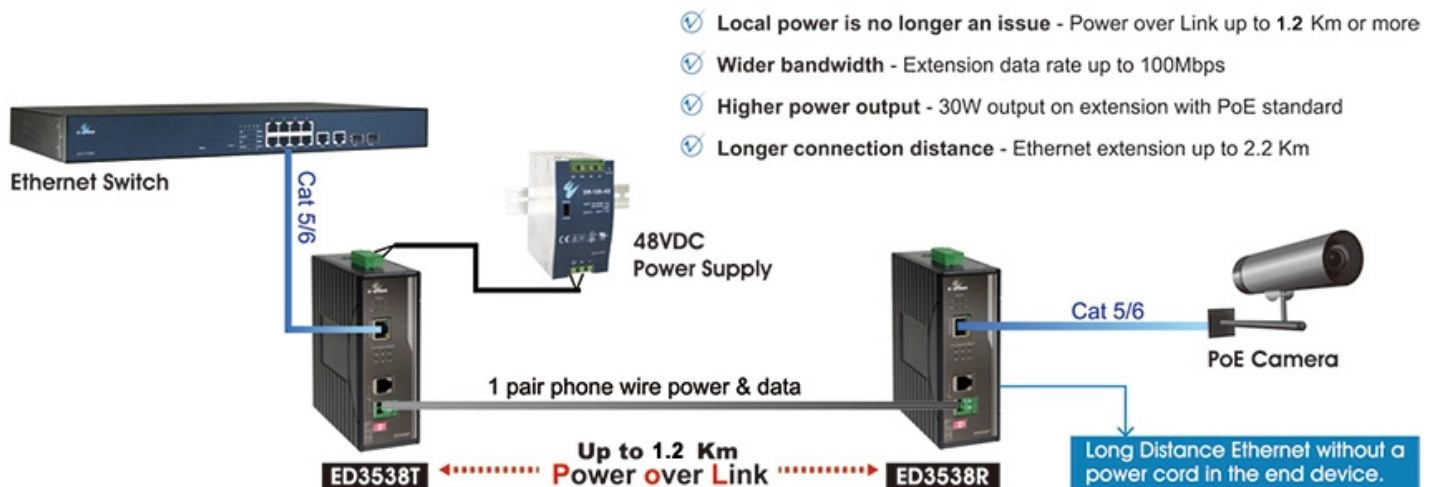 Local power is no longer an issue - Power over Link up to 1.2 Km or more
Wider bandwidth - Extension data rate up to 100Mbps
Higher power output - 30W output on extension with PoE standard
Longer connection distance - Ethernet extension up to 2.2 Km
Ethernet Switch
Cat 5/6
48VDC
Power Supply
Cat 5/6
PoE Camera
1 pair phone wire power & data
Up to 1.2 Km
Power over Link
ED3538T
ED3538R
Long Distance Ethernet without a
power cord in the end device.